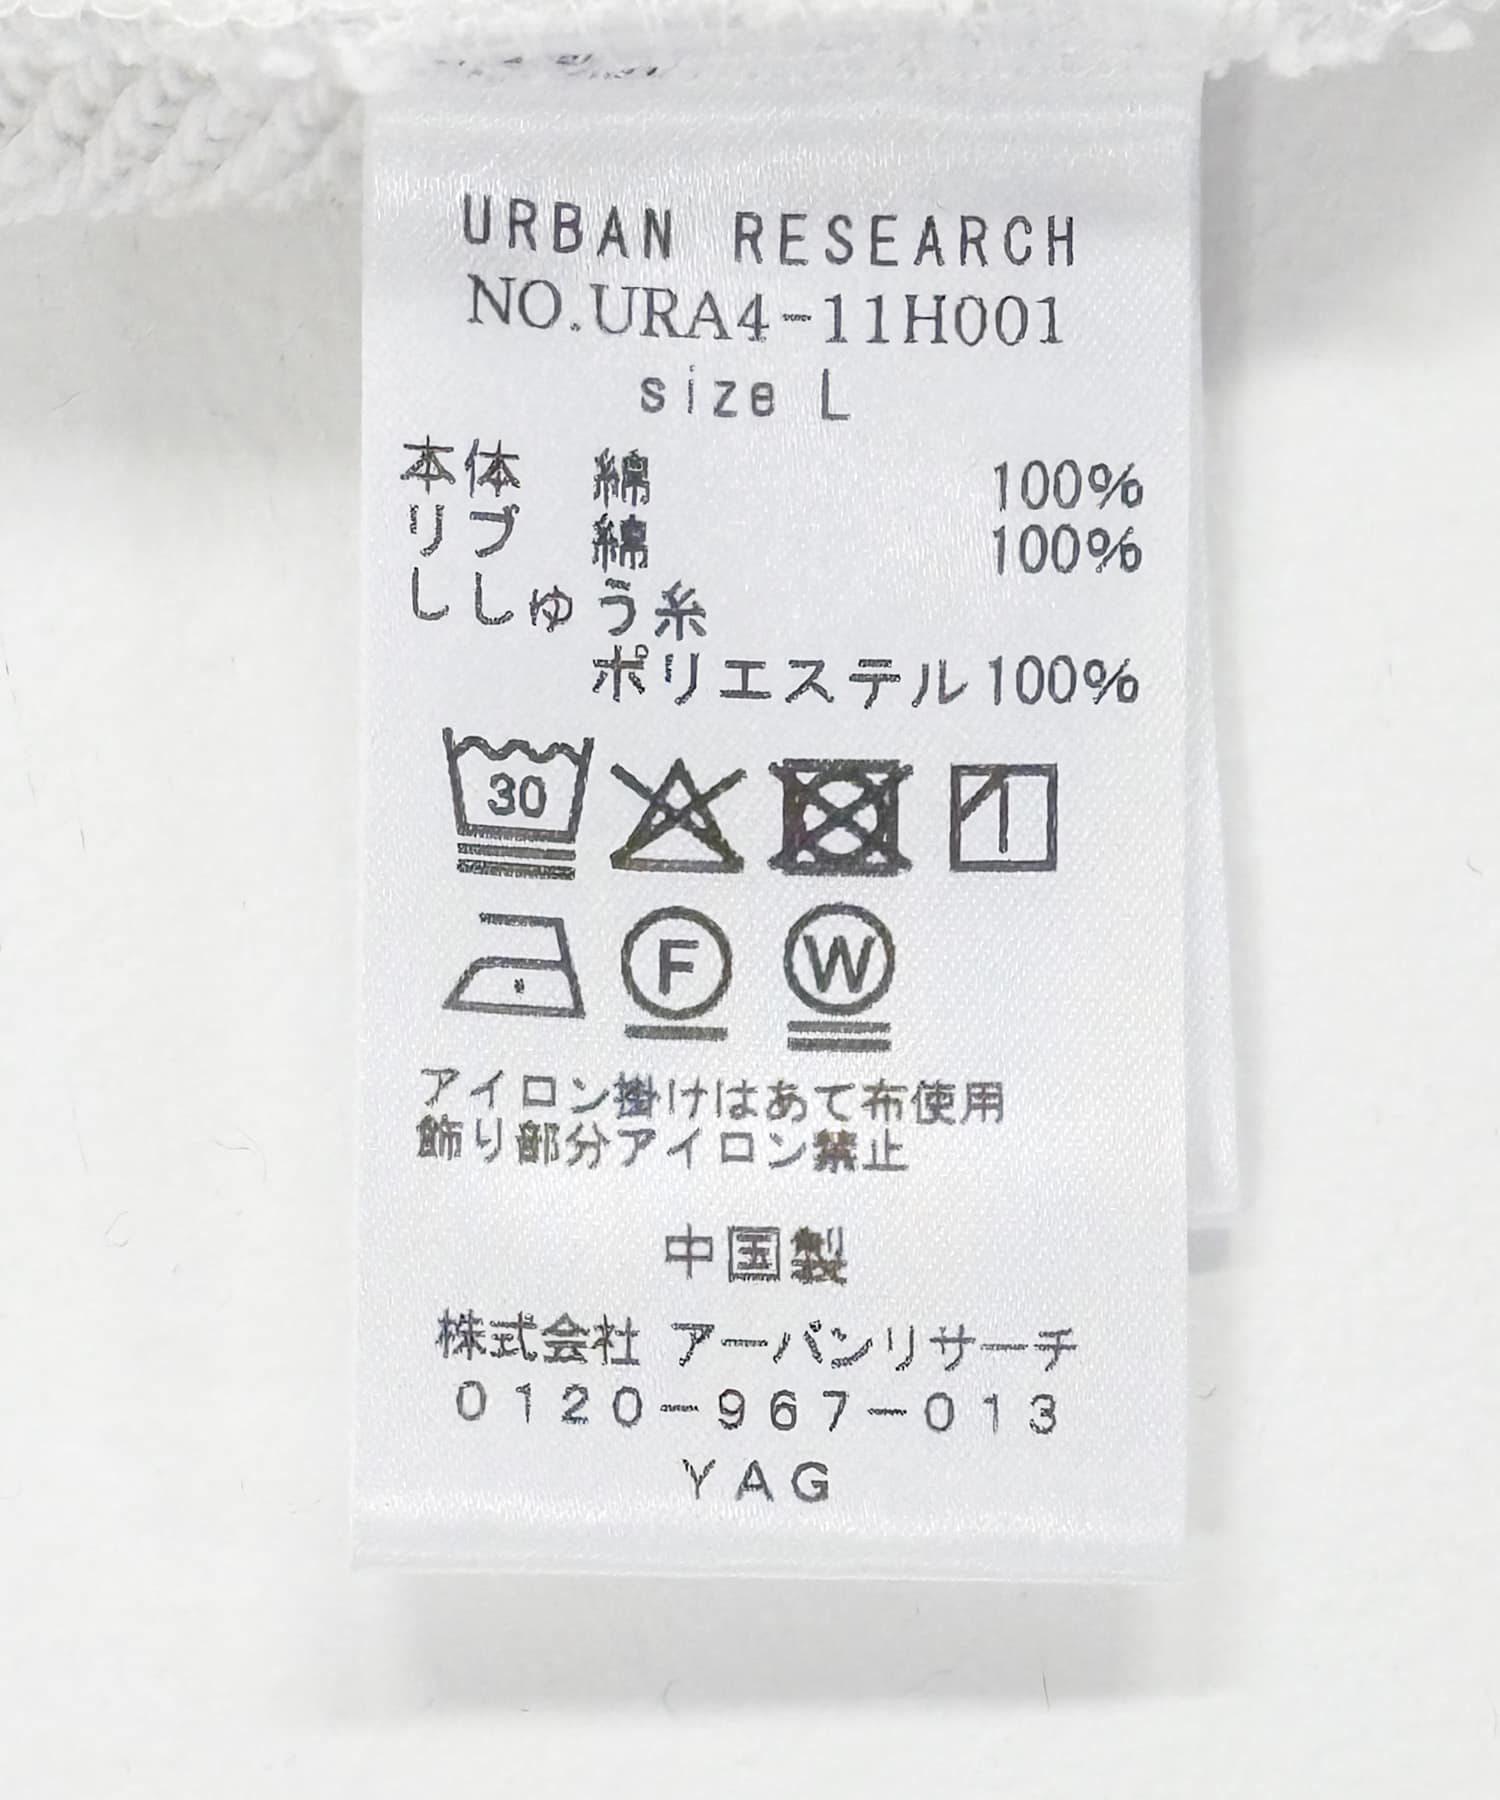 URBAN RESEARCH
NO.URA4-11H001
size L
本体 綿 100%
リブ 綿 100%
ししゅう糸
ポリエステル100%
30
F W
アイロン掛けはあて布使用
飾り部分アイロン禁止
中国製
株式会社 アーバンリサーチ
0120-967-013
YAG